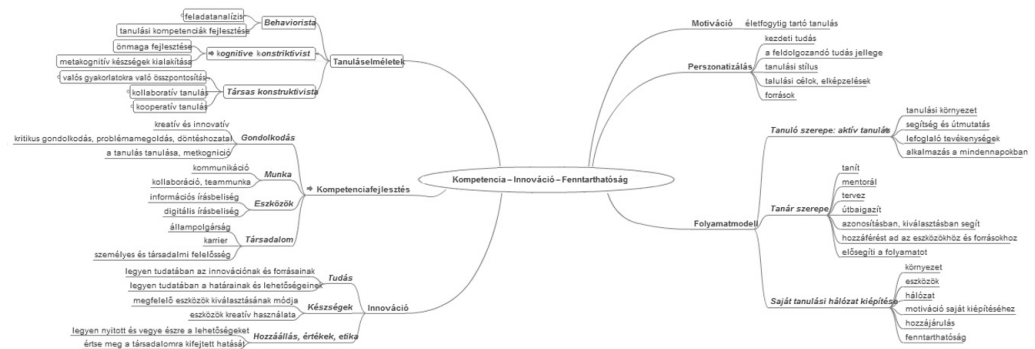 Kompetencia – Innováció – Fenntarthatóság
Tanuláselméletek
Behaviorista
feladatanalízis
tanulási kompetenciák fejlesztése
kognitive konstriktivist
önmaga fejlesztése
metakognitív készségek kialakítása
Társas konstruktivista
valós gyakorlatokra való összpontosítás
kollaboratív tanulás
kooperatív tanulás
Kompetenciafejlesztés
Gondolkodás
kreatív és innovatív
kritikus gondolkodás, problémamegoldás, döntéshozatal
a tanulás tanulása, metkogníció
Munka
kommunikáció
kollaboráció, teammunka
Eszközök
információs írásbeliség
digitális írásbeliség
Társadalom
állampolgárság
karrier
személyes és társadalmi felelősség
Innováció
Tudás
legyen tudatában az innovációnak és forrásainak
legyen tudatában a határainak és lehetőségeinek
Készségek
megfelelő eszközök kiválasztásának módja
eszközök kreatív használata
Hozzáállás, értékek, etika
legyen nyitott és vegye észre a lehetőségeket
értse meg a társadalomra kifejtett hatását
Motiváció
életfogytig tartó tanulás
Perszonatizálás
kezdeti tudás
a feldolgozandó tudás jellege
tanulási stílus
talulási célok, elképzelések
források
Folyamatmodell
Tanuló szerepe: aktív tanulás
tanulási környezet
segítség és útmutatás
lefoglaló tevékenységek
alkalmazás a mindennapokban
Tanár szerepe
tanít
mentorál
tervez
útbaigazít
azonosításban, kiválasztásban segít
hozzáférést ad az eszközökhöz és forrásokhoz
elősegíti a folyamatot
Saját tanulási hálózat kiépítése
környezet
eszközök
hálózat
motiváció saját kiépítéséhez
hozzájárulás
fenntarthatóság